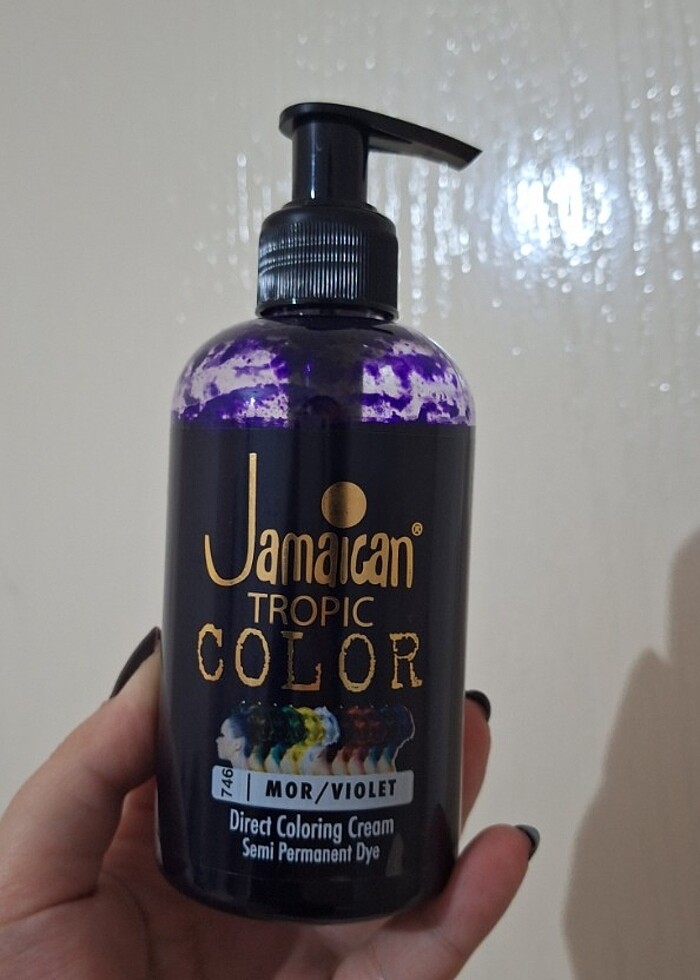 Jamaican®
TROPIC
COLOR
746 | MOR/VIOLET
Direct Coloring Cream
Semi Permanent Dye